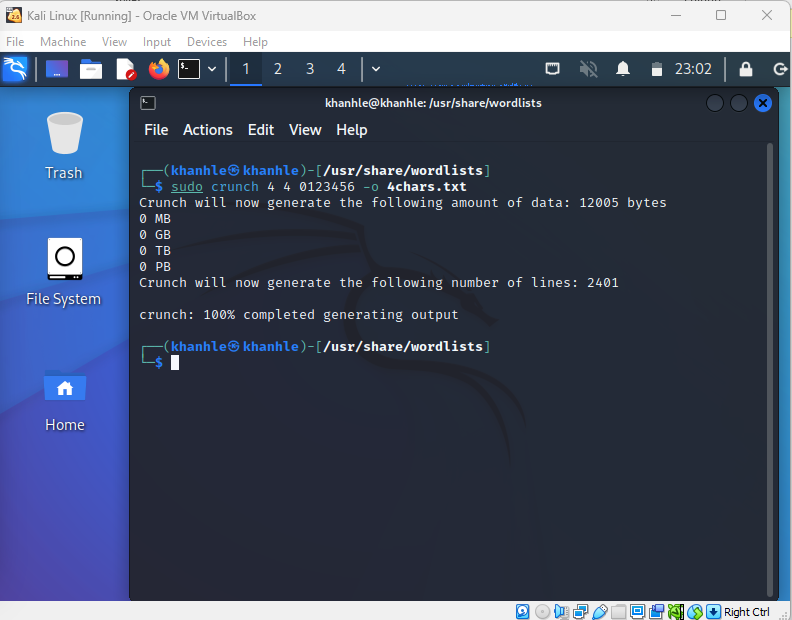 Kali Linux [Running] - Oracle VM VirtualBox
File Machine View Input Devices Help
1 2 3 4 23:02
khanhle@khanhle: /usr/share/wordlists
File Actions Edit View Help
Trash
File System
Home
┌──(khanhle㉿khanhle)-[/usr/share/wordlists]
└─$ sudo crunch 4 4 0123456 -o 4chars.txt
Crunch will now generate the following amount of data: 12005 bytes
0 MB
0 GB
0 TB
0 PB
Crunch will now generate the following number of lines: 2401
crunch: 100% completed generating output
┌──(khanhle㉿khanhle)-[/usr/share/wordlists]
└─$
Right Ctrl